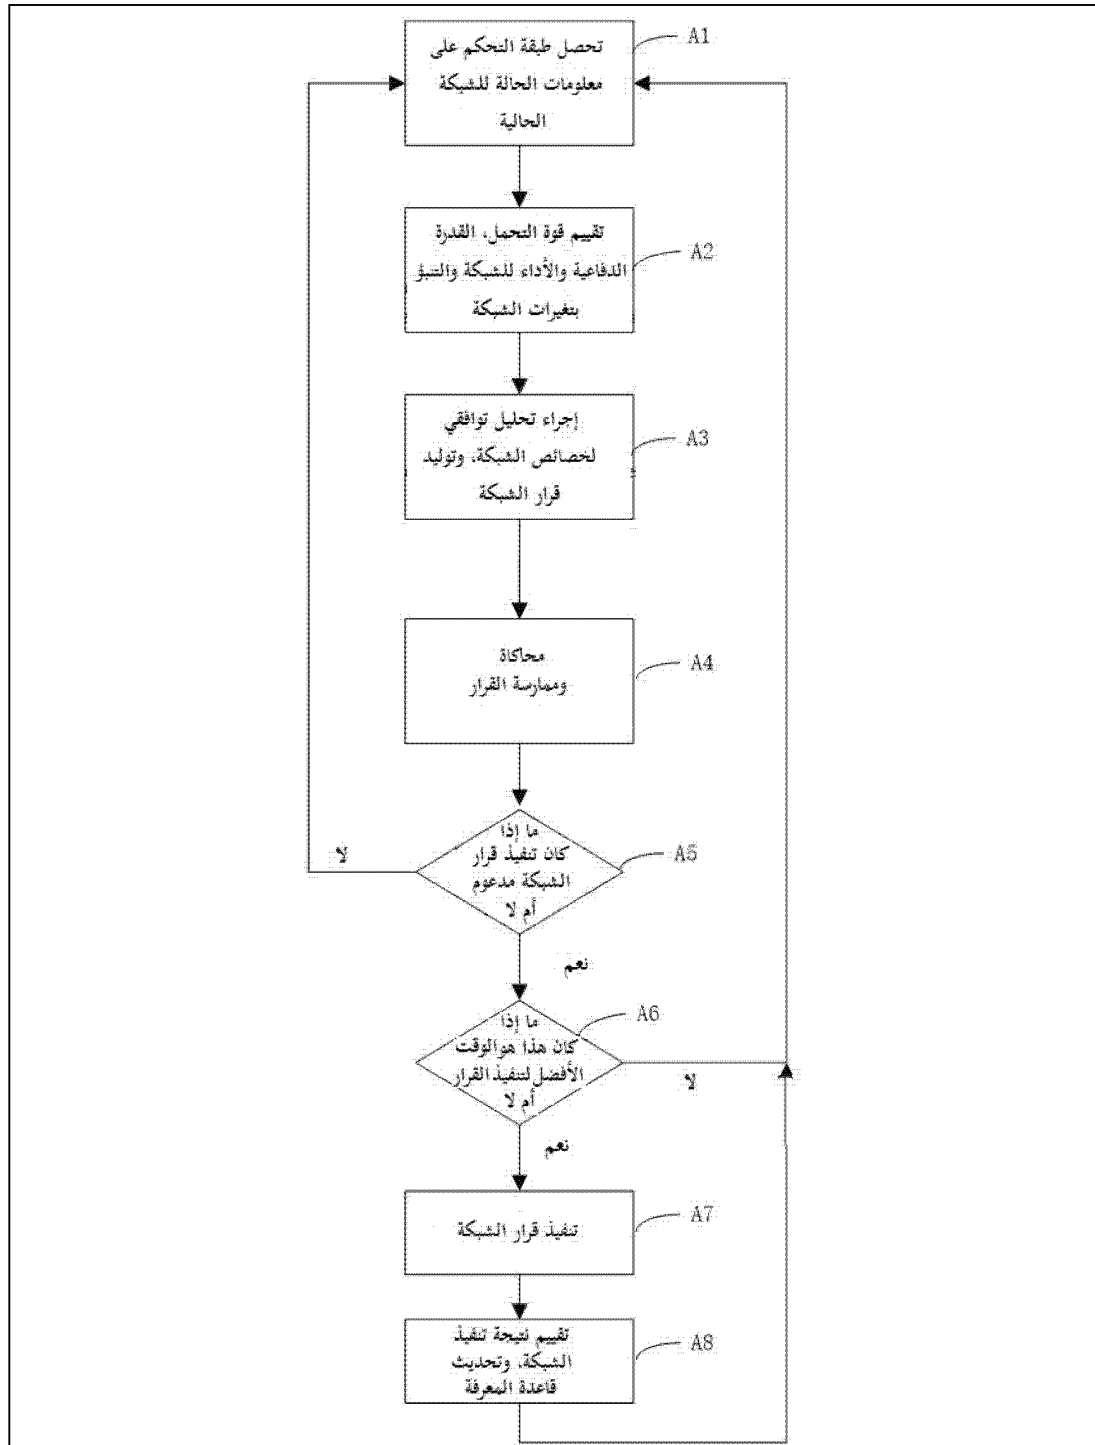 تحصل طبقة التحكم على
معلومات الحالة للشبكة
الحالية
A1
تقييم قوة التحمل، القدرة
الدفاعية والأداء للشبكة والتنبؤ
بتغيرات الشبكة
A2
إجراء تحليل توافقي
لخصائص الشبكة، وتوليد
قرار الشبكة
A3
محاكاة
وممارسة القرار
A4
ما إذا
كان تنفيذ قرار
الشبكة مدعوم
أم لا
A5
لا
نعم
ما إذا
كان هذا هوالوقت
الأفضل لتنفيذ القرار
أم لا
A6
لا
نعم
تنفيذ قرار الشبكة
A7
تقييم نتيجة تنفيذ
الشبكة، وتحديث
قاعدة المعرفة
A8